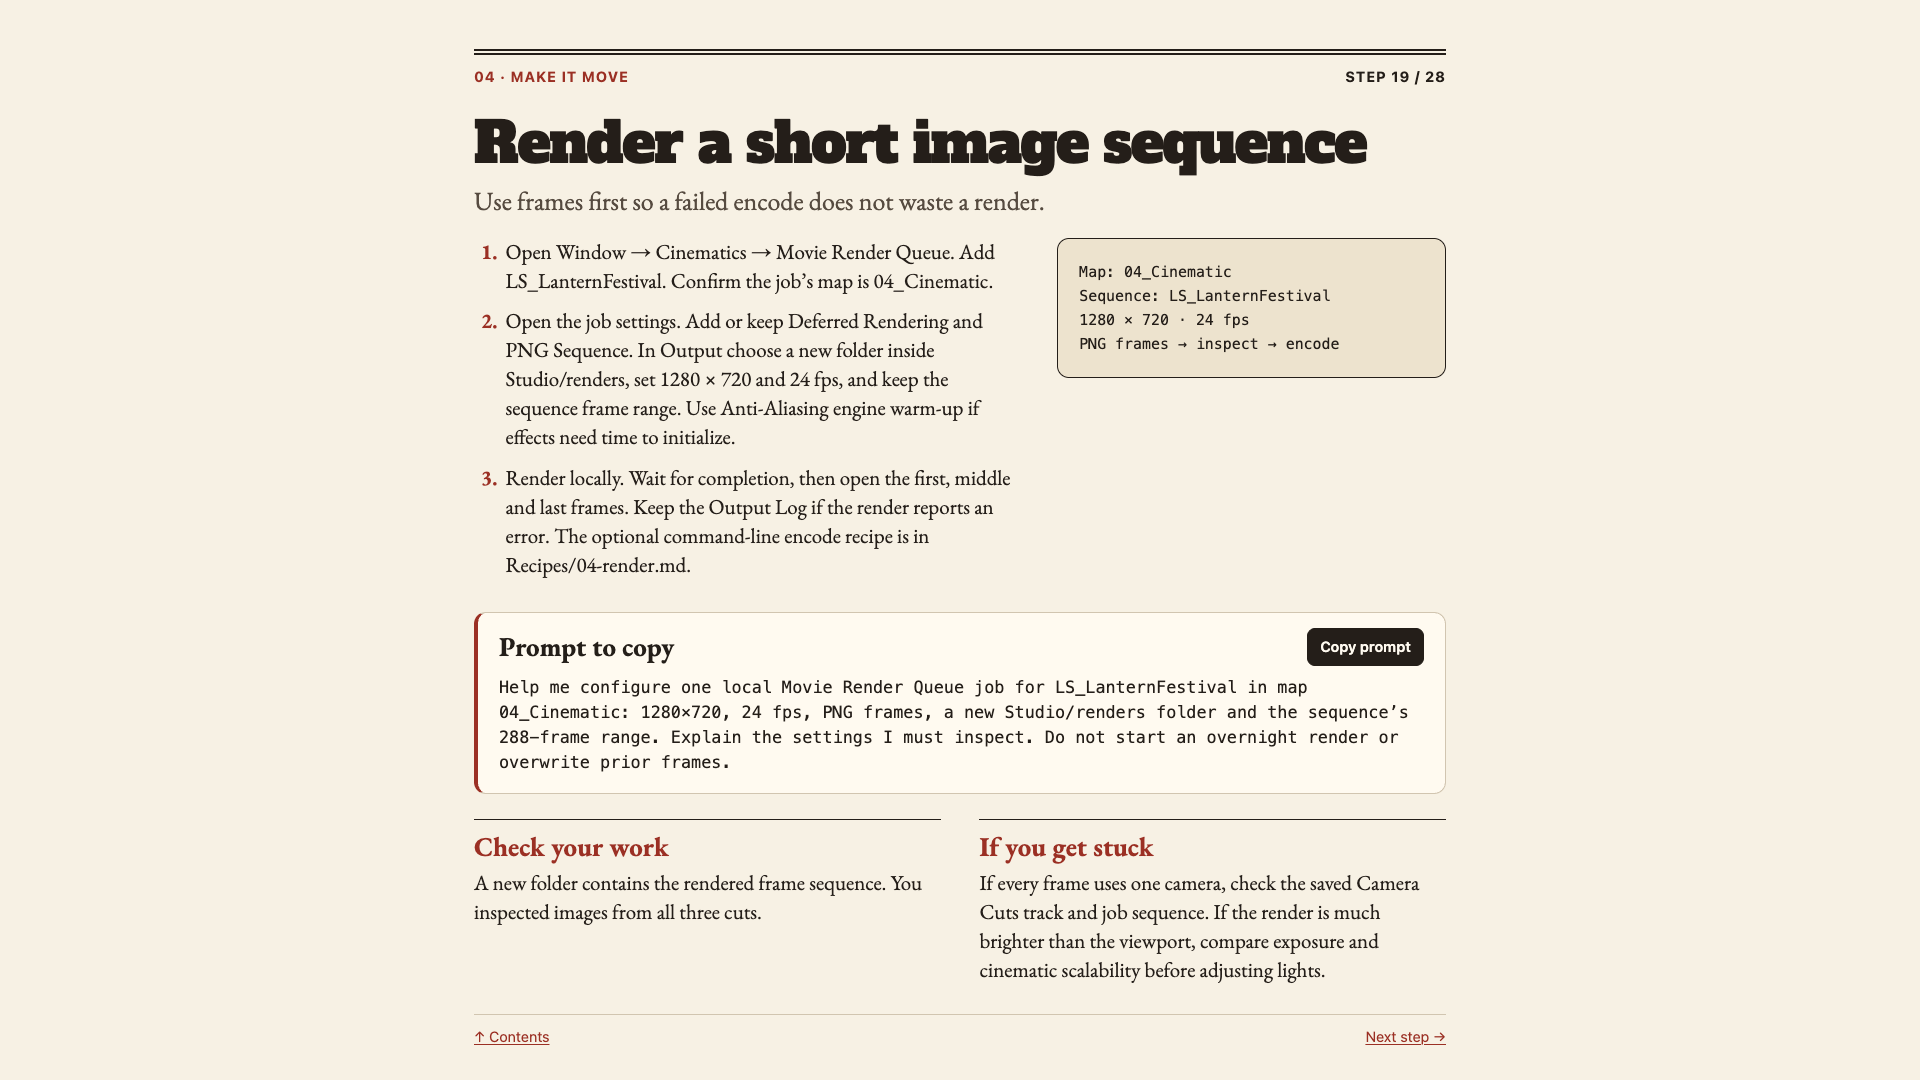 04 · MAKE IT MOVE
STEP 19 / 28
Render a short image sequence
Use frames first so a failed encode does not waste a render.
1. Open Window → Cinematics → Movie Render Queue. Add
LS_LanternFestival. Confirm the job’s map is 04_Cinematic.
2. Open the job settings. Add or keep Deferred Rendering and
PNG Sequence. In Output choose a new folder inside
Studio/renders, set 1280 × 720 and 24 fps, and keep the
sequence frame range. Use Anti-Aliasing engine warm-up if
effects need time to initialize.
3. Render locally. Wait for completion, then open the first, middle
and last frames. Keep the Output Log if the render reports an
error. The optional command-line encode recipe is in
Recipes/04-render.md.
Map: 04_Cinematic
Sequence: LS_LanternFestival
1280 × 720 · 24 fps
PNG frames → inspect → encode
Prompt to copy
Copy prompt
Help me configure one local Movie Render Queue job for LS_LanternFestival in map
04_Cinematic: 1280×720, 24 fps, PNG frames, a new Studio/renders folder and the sequence’s
288-frame range. Explain the settings I must inspect. Do not start an overnight render or
overwrite prior frames.
Check your work
A new folder contains the rendered frame sequence. You
inspected images from all three cuts.
If you get stuck
If every frame uses one camera, check the saved Camera
Cuts track and job sequence. If the render is much
brighter than the viewport, compare exposure and
cinematic scalability before adjusting lights.
↑ Contents
Next step →